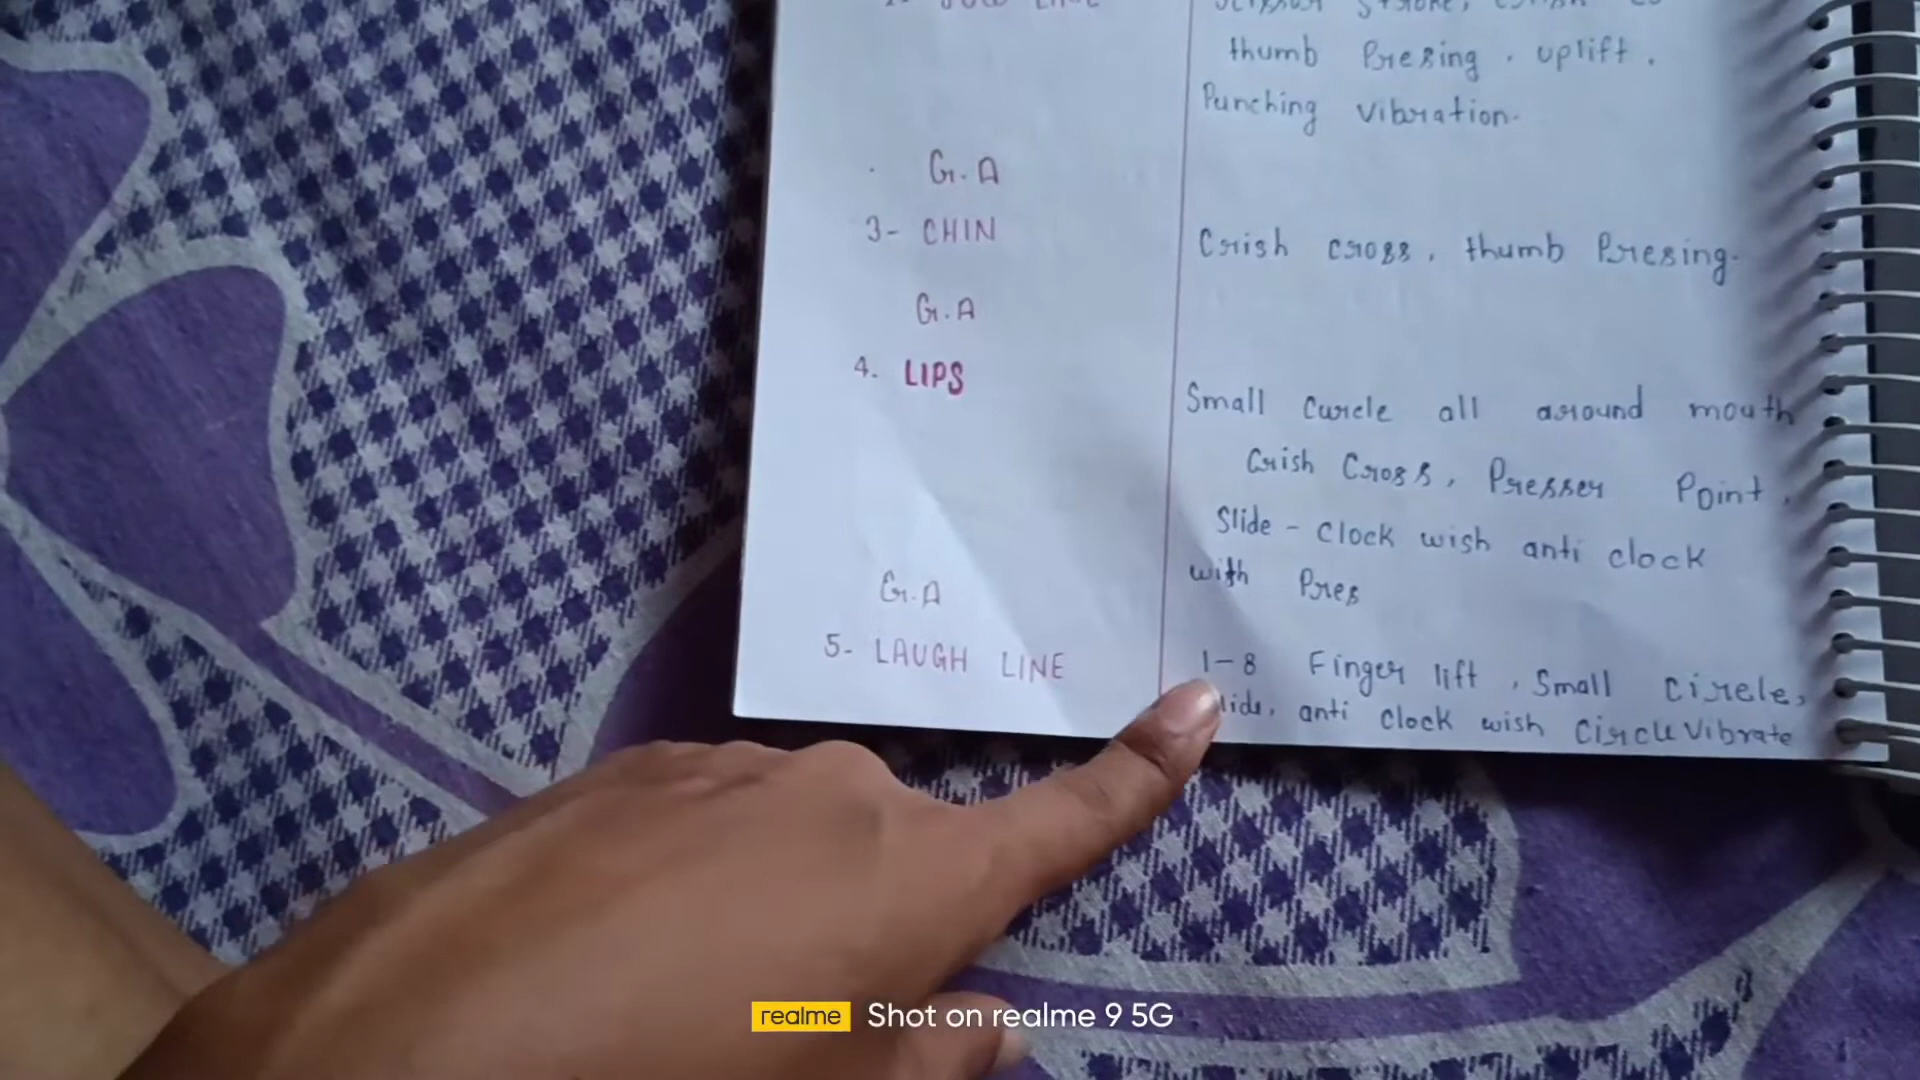 thumb Presing . uplift .
Punching vibration.
G.A
3- CHIN
Crish cross, thumb Presing.
G.A
4. LIPS
Small Curcle all around mouth
Crish Cross, Presser Point.
Slide - Clock wish anti clock
with Pres
G.A
5- LAUGH LINE
1-8 Finger lift, Small Circle,
lide, anti clock wish Circle Vibrate
realme Shot on realme 9 5G